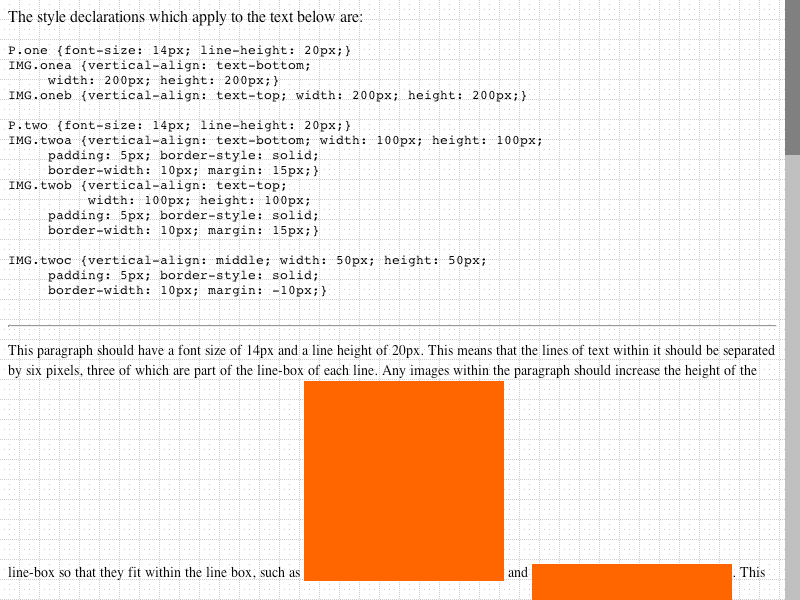 The style declarations which apply to the text below are:
P.one {font-size: 14px; line-height: 20px;}
IMG.onea {vertical-align: text-bottom;
width: 200px; height: 200px;}
IMG.oneb {vertical-align: text-top; width: 200px; height: 200px;}
P.two {font-size: 14px; line-height: 20px;}
IMG.twoa {vertical-align: text-bottom; width: 100px; height: 100px;
padding: 5px; border-style: solid;
border-width: 10px; margin: 15px;}
IMG.twob {vertical-align: text-top;
width: 100px; height: 100px;
padding: 5px; border-style: solid;
border-width: 10px; margin: 15px;}
IMG.twoc {vertical-align: middle; width: 50px; height: 50px;
padding: 5px; border-style: solid;
border-width: 10px; margin: -10px;}
This paragraph should have a font size of 14px and a line height of 20px. This means that the lines of text within it should be separated
by six pixels, three of which are part of the line-box of each line. Any images within the paragraph should increase the height of the
line-box so that they fit within the line box, such as and . This